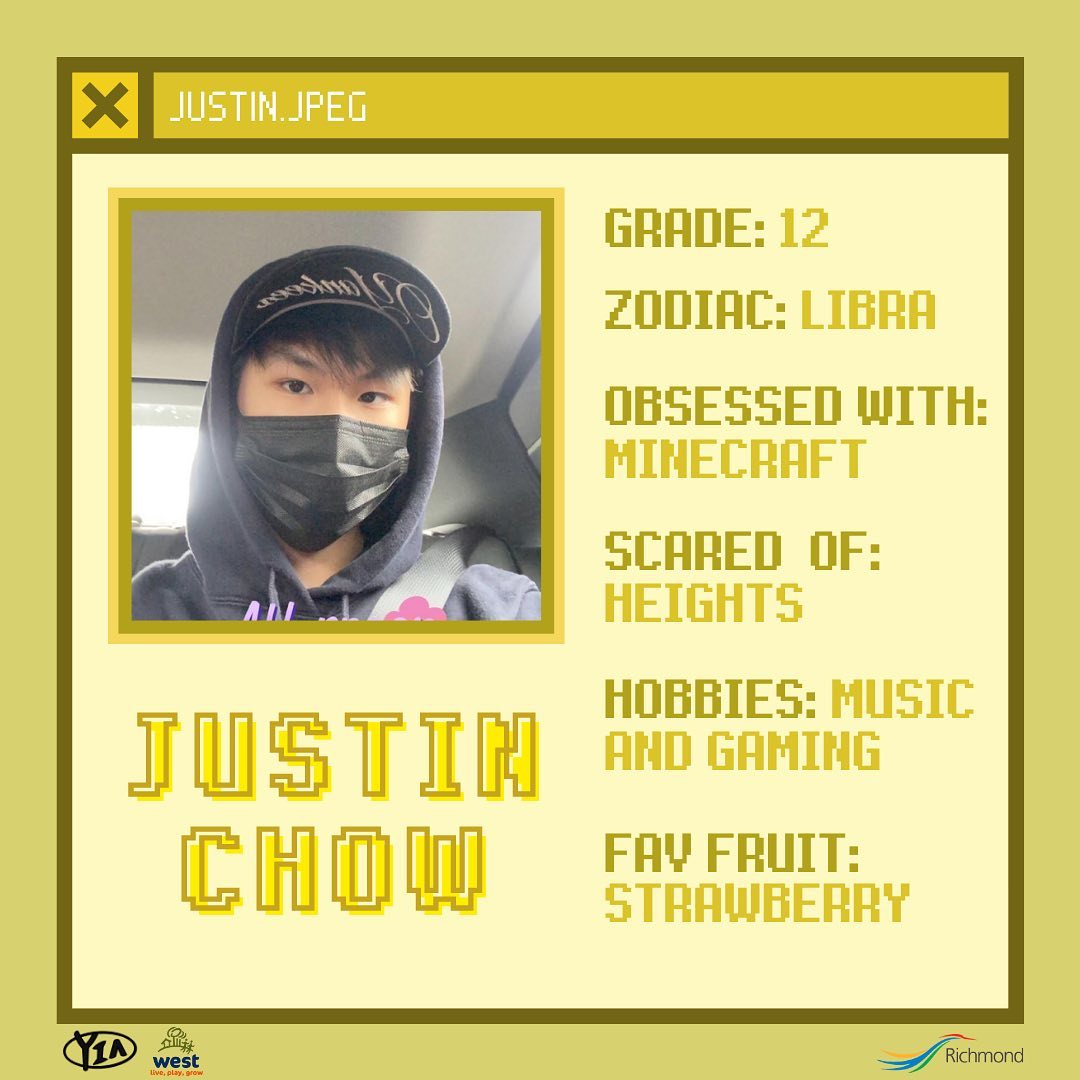 JUSTIN.JPEG
Yankees
GRADE: 12
ZODIAC: LIBRA
OBSESSED WITH:
MINECRAFT
SCARED OF:
HEIGHTS
HOBBIES: MUSIC
AND GAMING
FAV FRUIT:
STRAWBERRY
JUSTIN
CHOW
YIA
west
live, play, grow
Richmond